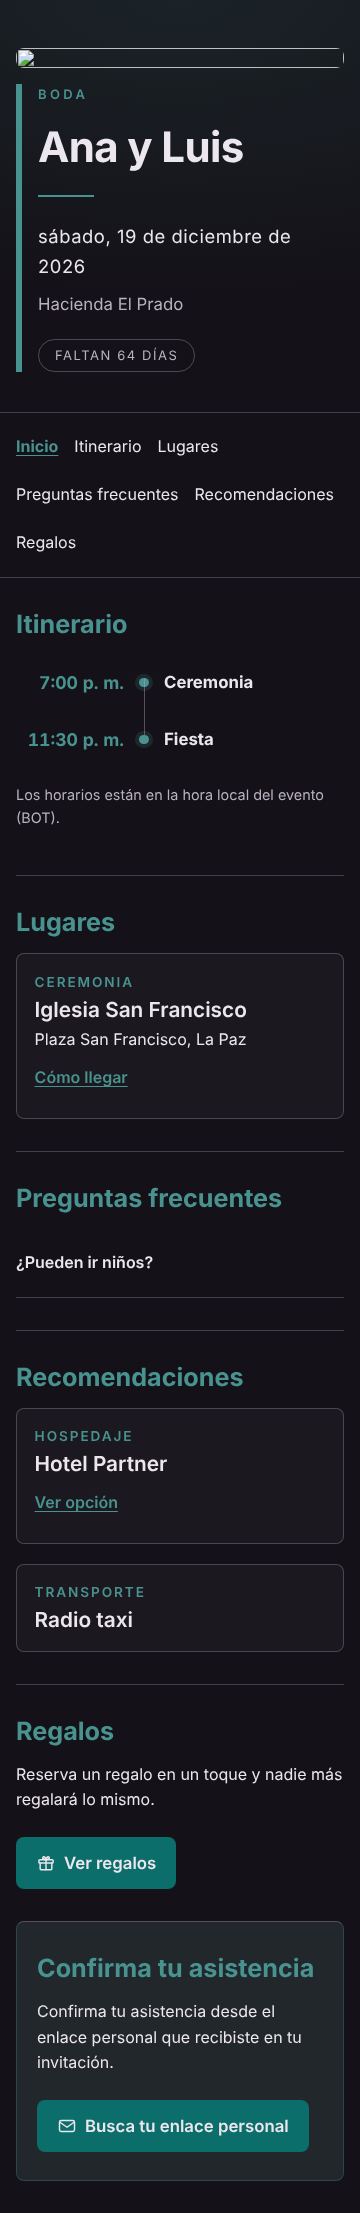 BODA
Ana y Luis
sábado, 19 de diciembre de
2026
Hacienda El Prado
FALTAN 64 DÍAS
Inicio Itinerario Lugares
Preguntas frecuentes Recomendaciones
Regalos
Itinerario
7:00 p. m. Ceremonia
11:30 p. m. Fiesta
Los horarios están en la hora local del evento
(BOT).
Lugares
CEREMONIA
Iglesia San Francisco
Plaza San Francisco, La Paz
Cómo llegar
Preguntas frecuentes
¿Pueden ir niños?
Recomendaciones
HOSPEDAJE
Hotel Partner
Ver opción
TRANSPORTE
Radio taxi
Regalos
Reserva un regalo en un toque y nadie más
regalará lo mismo.
Ver regalos
Confirma tu asistencia
Confirma tu asistencia desde el
enlace personal que recibiste en tu
invitación.
Busca tu enlace personal